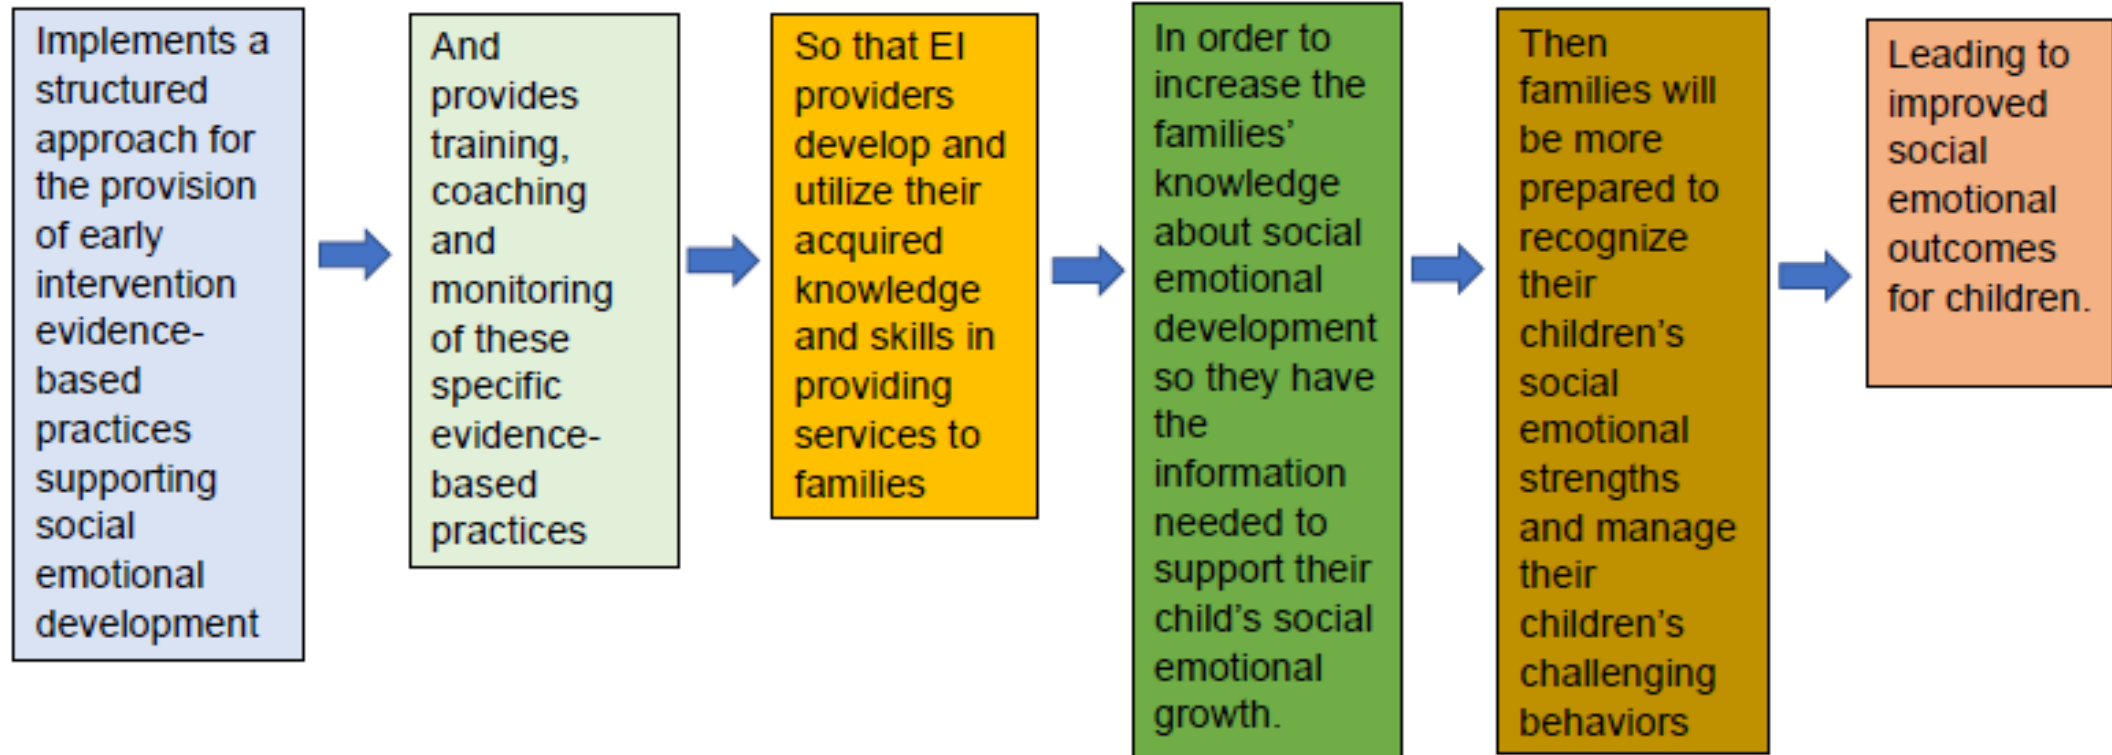 Implements a
structured
approach for
the provision
of early
intervention
evidence-
based
practices
supporting
social
emotional
development
And
provides
training,
coaching
and
monitoring
of these
specific
evidence-
based
practices
So that EI
providers
develop and
utilize their
acquired
knowledge
and skills in
providing
services to
families
In order to
increase the
families’
knowledge
about social
emotional
development
so they have
the
information
needed to
support their
child’s social
emotional
growth.
Then
families will
be more
prepared to
recognize
their
children’s
social
emotional
strengths
and manage
their
children’s
challenging
behaviors
Leading to
improved
social
emotional
outcomes
for children.